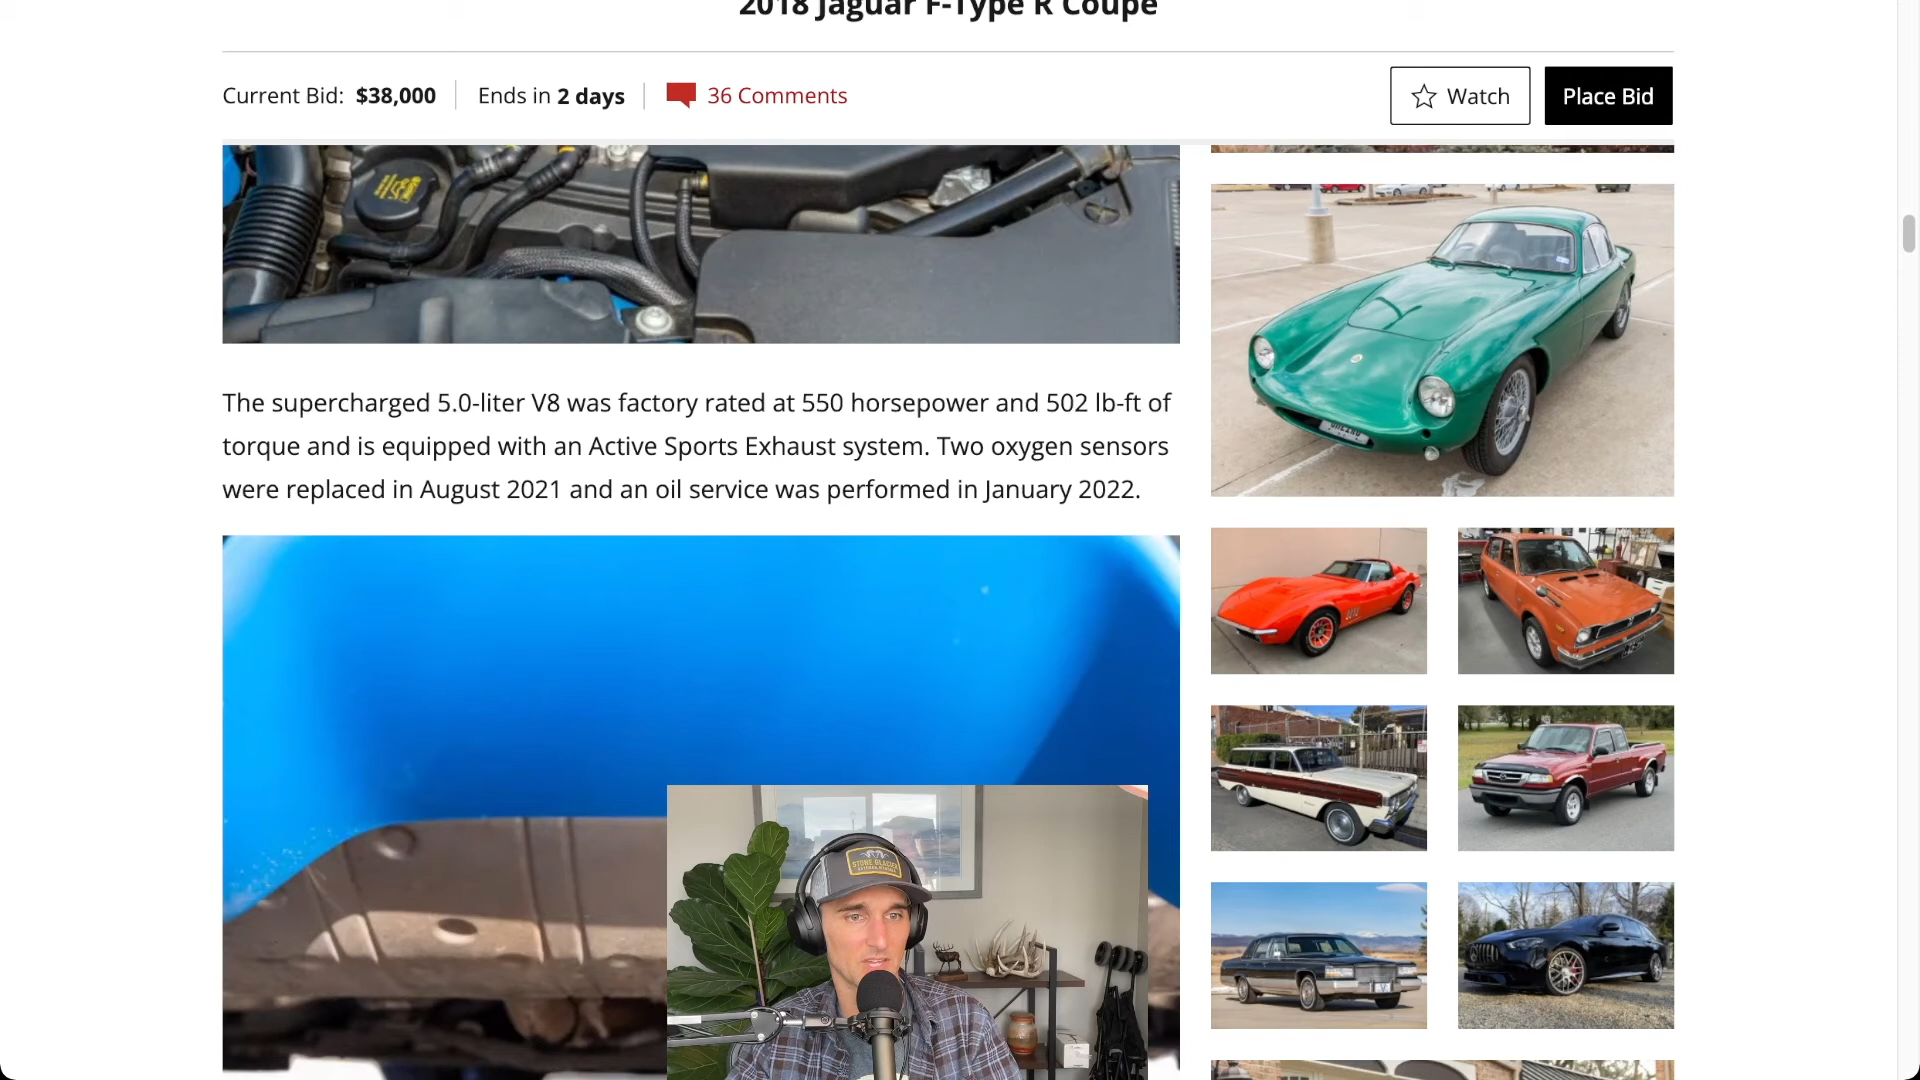 2018 Jaguar F-Type R Coupe
Current Bid: $38,000
Ends in 2 days
36 Comments
Watch
Place Bid
The supercharged 5.0-liter V8 was factory rated at 550 horsepower and 502 lb-ft of
torque and is equipped with an Active Sports Exhaust system. Two oxygen sensors
were replaced in August 2021 and an oil service was performed in January 2022.
STONE GLACIER